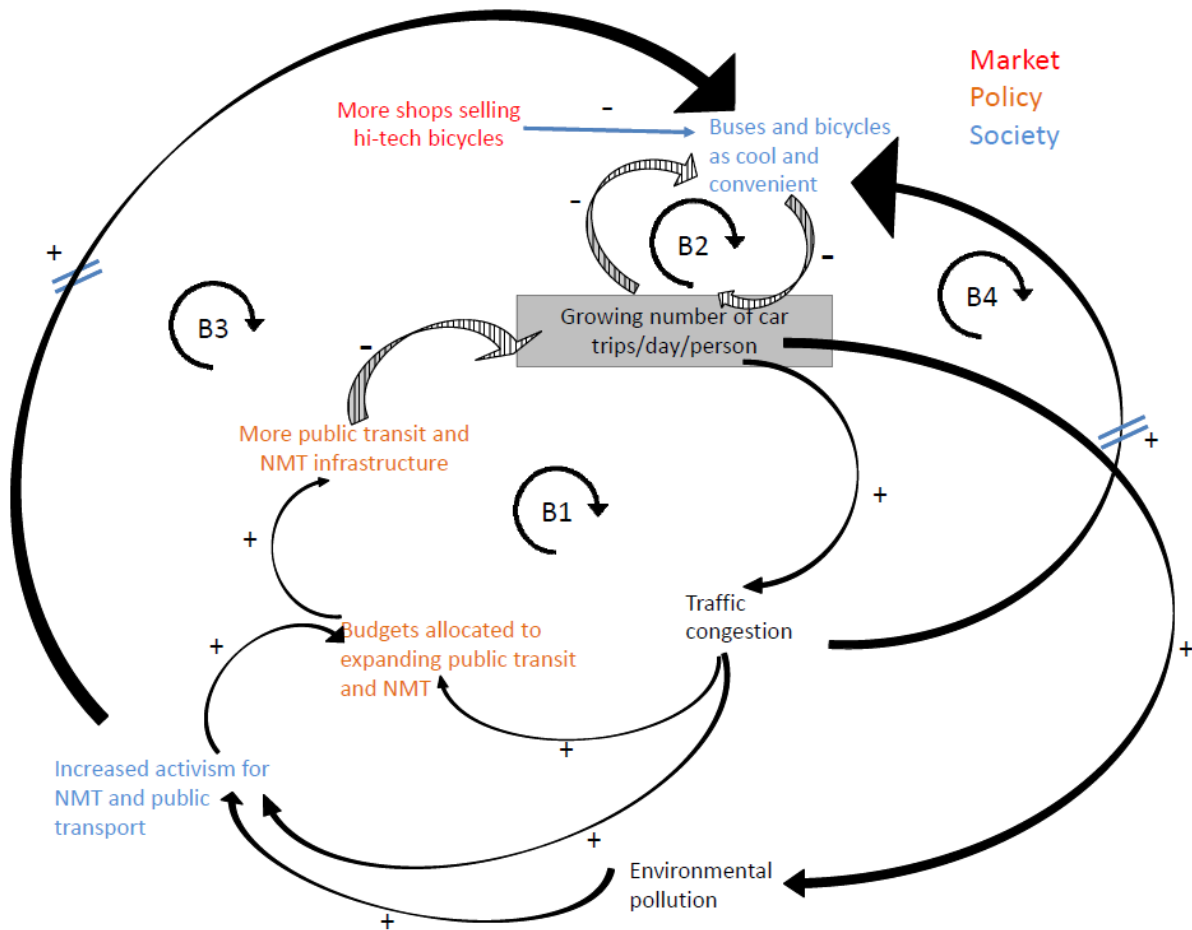 Market
Policy
Society
More shops selling
hi-tech bicycles
-
Buses and bicycles
as cool and
convenient
-
B2
-
+
B3
B4
Growing number of car
trips/day/person
-
More public transit and
NMT infrastructure
+
+
B1
+
Traffic
congestion
Budgets allocated to
expanding public transit
and NMT
+
+
+
Increased activism for
NMT and public
transport
+
Environmental
pollution
+